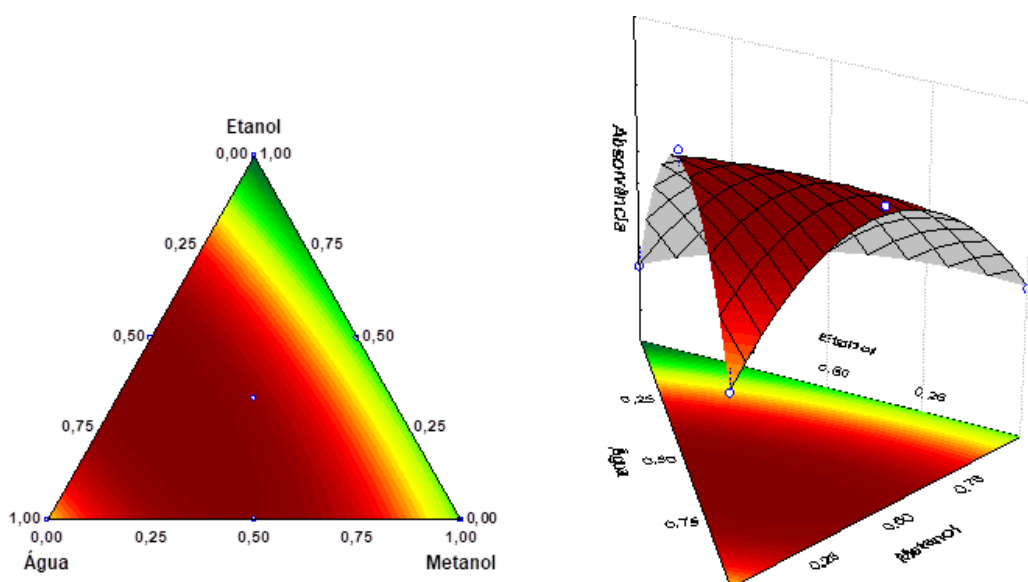 Etanol
0,00 1,00
0,25 0,75
0,50 0,50
0,75 0,25
1,00 0,00
0,00 0,25 0,50 0,75 1,00
Água Metanol
Absorvância
Etanol
0,50
0,25
0,25
0,50
0,75
Água
0,75
0,50
0,25
Metanol